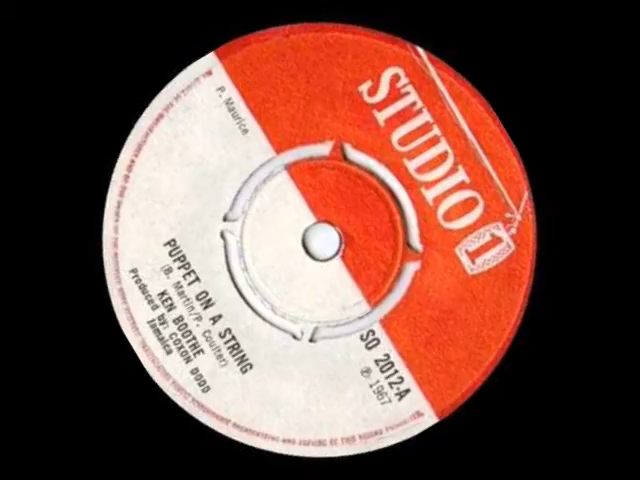 STUDIO 1
P. Maurice
SO 2012-A
℗ 1967
PUPPET ON A STRING
(B. Martin/P. Coulter)
KEN BOOTHE
Produced by: COXON DODD
Jamaica